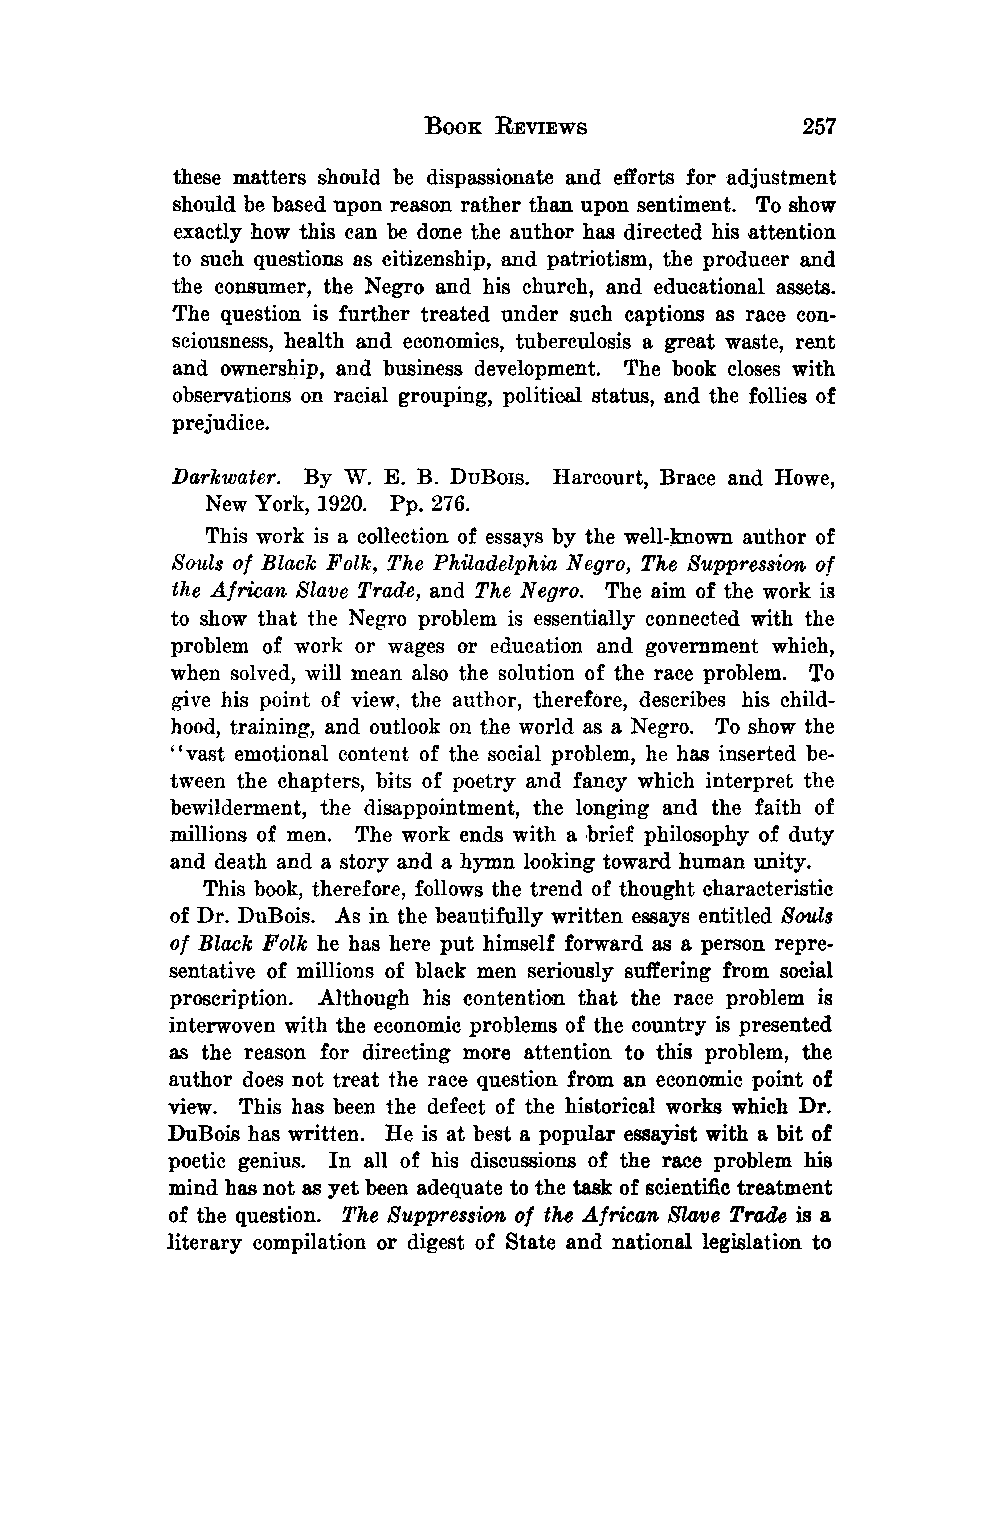 BOOK REVIEWS 257
these matters should be dispassionate and efforts for adjustment
should be based upon reason rather than upon sentiment. To show
exactly how this can be done the author has directed his attention
to such questions as citizenship, and patriotism, the producer and
the consumer, the Negro and his church, and educational assets.
The question is further treated under such captions as race con-
sciousness, health and economics, tuberculosis a great waste, rent
and ownership, and business development. The book closes with
observations on racial grouping, political status, and the follies of
prejudice.
Darkwater. By W. E. B. DUBOIS. Harcourt, Brace and Howe,
New York, 1920. Pp. 276.
This work is a collection of essays by the well-known author of
Souls of Black Folk, The Philadelphia Negro, The Suppression of
the African Slave Trade, and The Negro. The aim of the work is
to show that the Negro problem is essentially connected with the
problem of work or wages or education and government which,
when solved, will mean also the solution of the race problem. To
give his point of view, the author, therefore, describes his child-
hood, training, and outlook on the world as a Negro. To show the
“vast emotional content of the social problem, he has inserted be-
tween the chapters, bits of poetry and fancy which interpret the
bewilderment, the disappointment, the longing and the faith of
millions of men. The work ends with a brief philosophy of duty
and death and a story and a hymn looking toward human unity.
This book, therefore, follows the trend of thought characteristic
of Dr. DuBois. As in the beautifully written essays entitled Souls
of Black Folk he has here put himself forward as a person repre-
sentative of millions of black men seriously suffering from social
proscription. Although his contention that the race problem is
interwoven with the economic problems of the country is presented
as the reason for directing more attention to this problem, the
author does not treat the race question from an economic point of
view. This has been the defect of the historical works which Dr.
DuBois has written. He is at best a popular essayist with a bit of
poetic genius. In all of his discussions of the race problem his
mind has not as yet been adequate to the task of scientific treatment
of the question. The Suppression of the African Slave Trade is a
literary compilation or digest of State and national legislation to